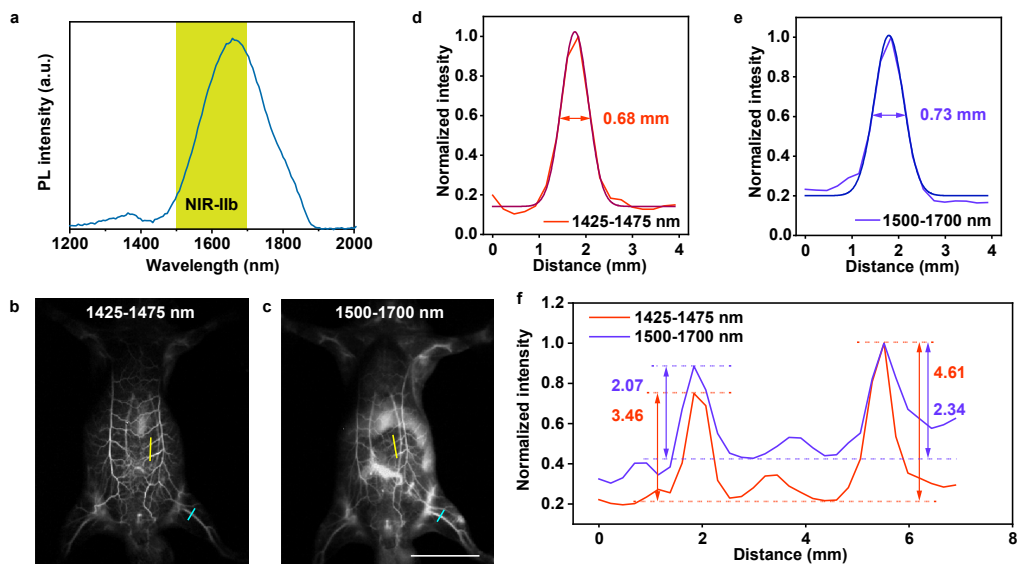 a
PL intensity (a.u.)
NIR-IIb
1200 1400 1600 1800 2000
Wavelength (nm)
d
Normalized intesity
1.0
0.8
0.6
0.4
0.2
0.0
0.68 mm
1425-1475 nm
0 1 2 3 4
Distance (mm)
e
Normalized intesity
1.0
0.8
0.6
0.4
0.2
0.0
0.73 mm
1500-1700 nm
0 1 2 3 4
Distance (mm)
b
1425-1475 nm
c
1500-1700 nm
f
Normalized intensity
1.2
1.0
0.8
0.6
0.4
0.2
1425-1475 nm
1500-1700 nm
2.07
3.46
4.61
2.34
0 2 4 6 8
Distance (mm)